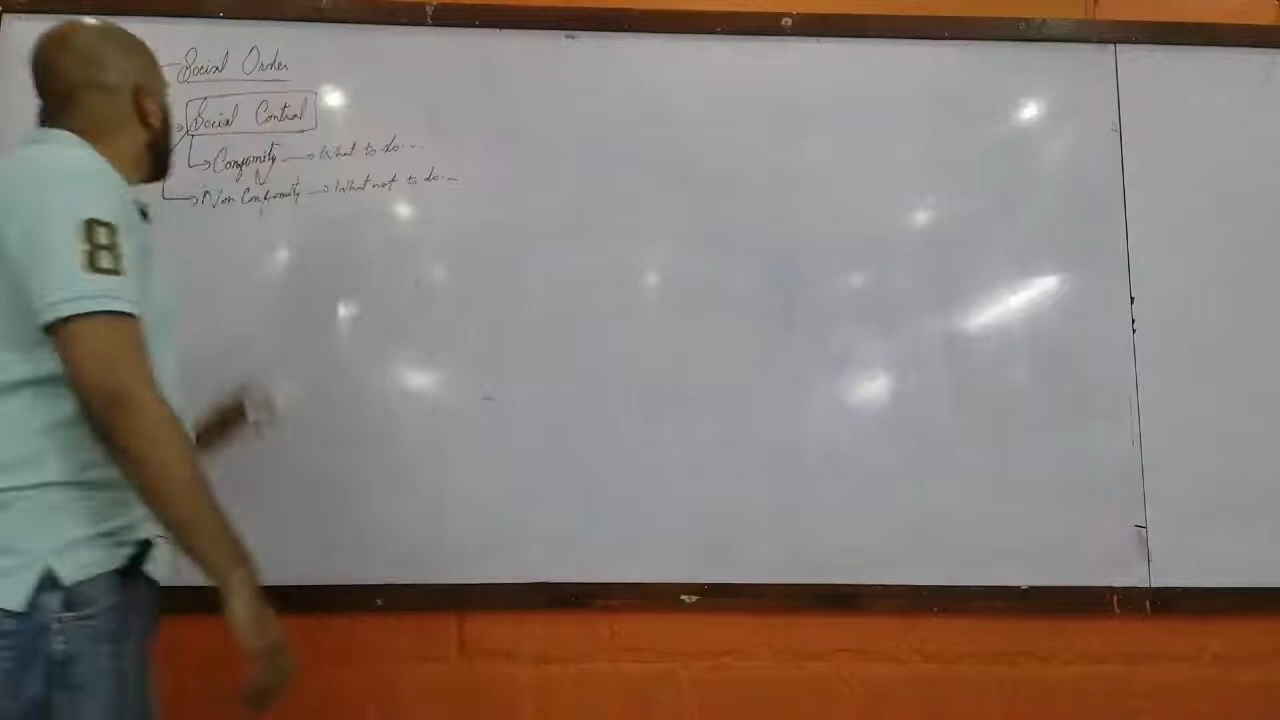 Social Order
Social Control
Conformity → What to do...
Non Conformity → What not to do...
8